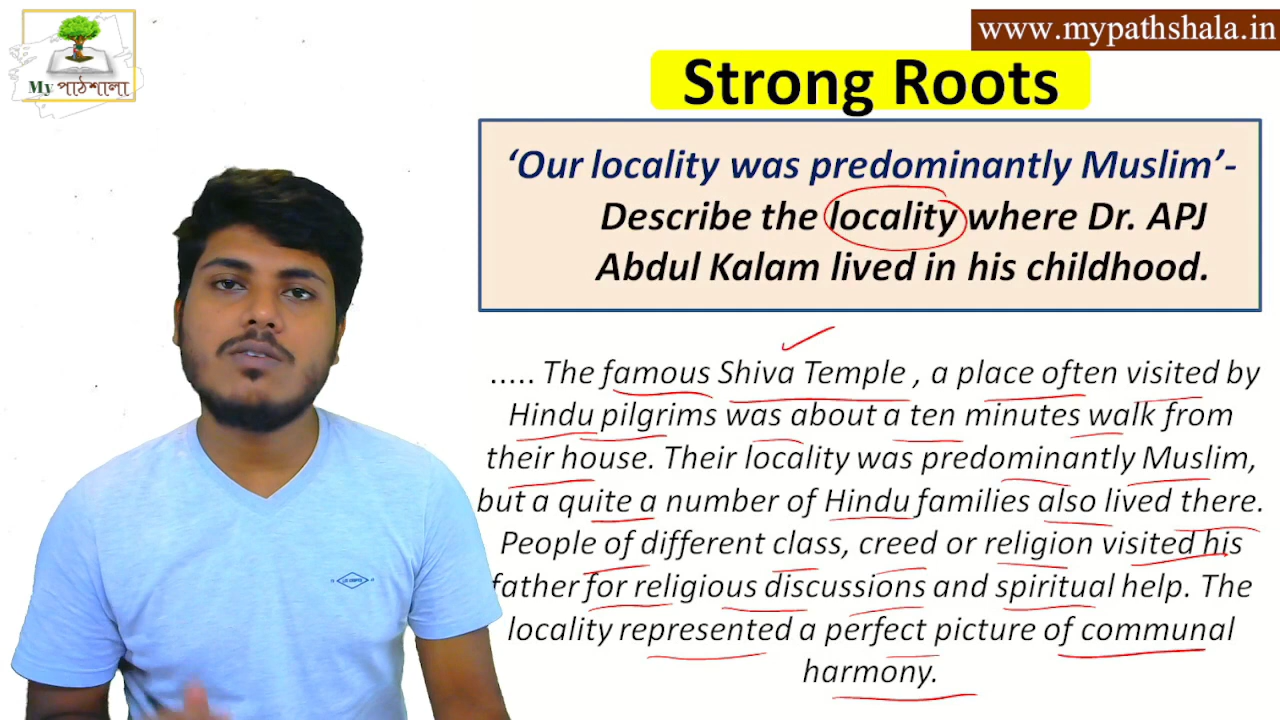 My পাঠশালা
www.mypathshala.in
Strong Roots
‘Our locality was predominantly Muslim’-
Describe the locality where Dr. APJ
Abdul Kalam lived in his childhood.
..... The famous Shiva Temple , a place often visited by
Hindu pilgrims was about a ten minutes walk from
their house. Their locality was predominantly Muslim,
but a quite a number of Hindu families also lived there.
People of different class, creed or religion visited his
father for religious discussions and spiritual help. The
locality represented a perfect picture of communal
harmony.